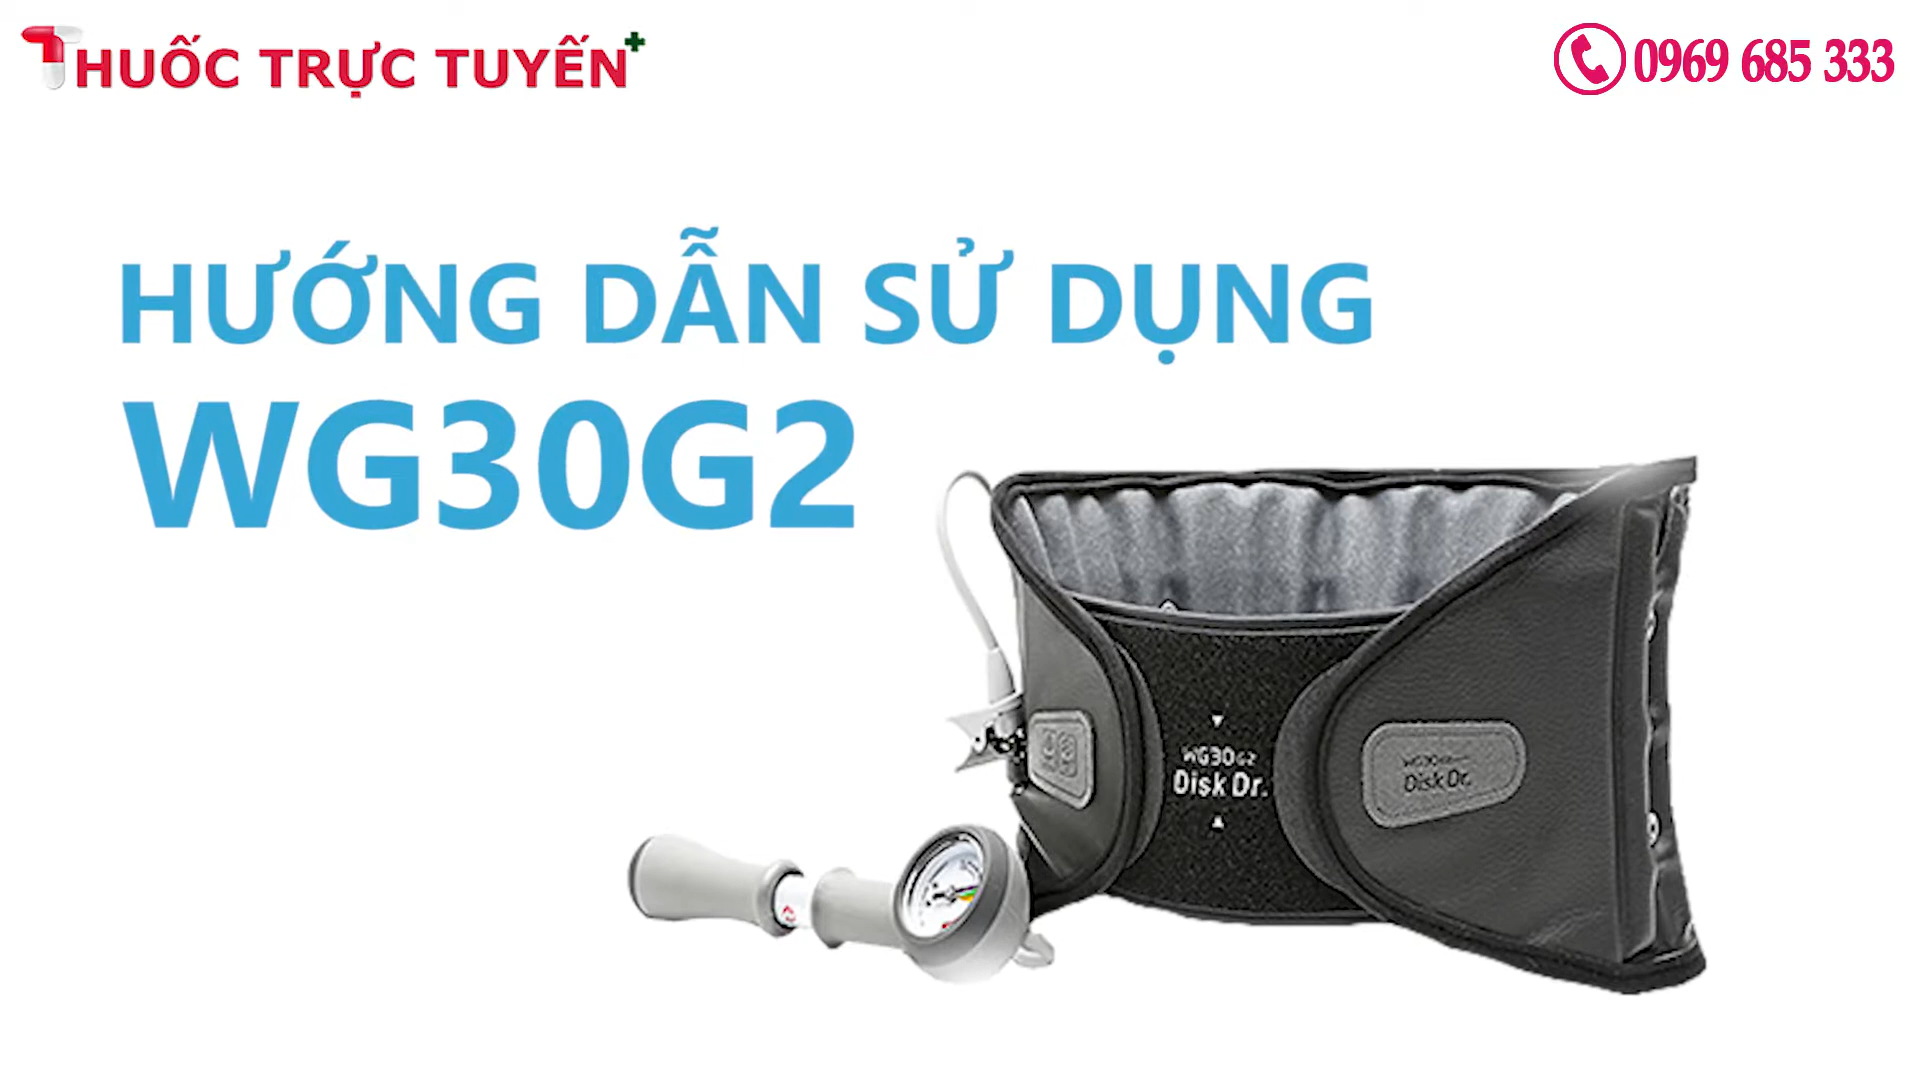 THUỐC TRỰC TUYẾN
0969 685 333
HƯỚNG DẪN SỬ DỤNG
WG30G2
WG30G2
Disk Dr.
Disk Dr.